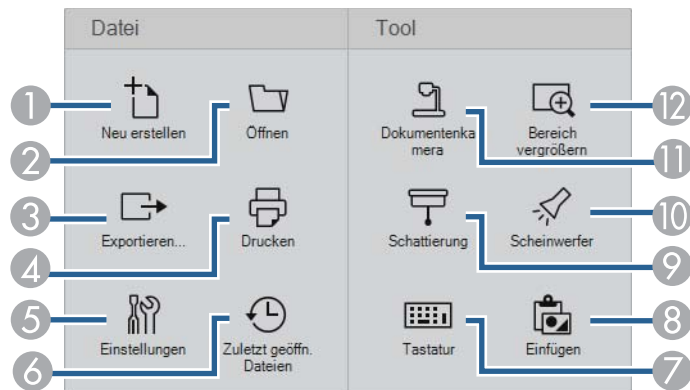 Datei
Tool
1
Neu erstellen
2
Öffnen
Dokumentenka
mera
11
Bereich
vergrößern
12
3
Exportieren...
4
Drucken
Schattierung
9
Scheinwerfer
10
5
Einstellungen
6
Zuletzt geöffn.
Dateien
Tastatur
7
Einfügen
8